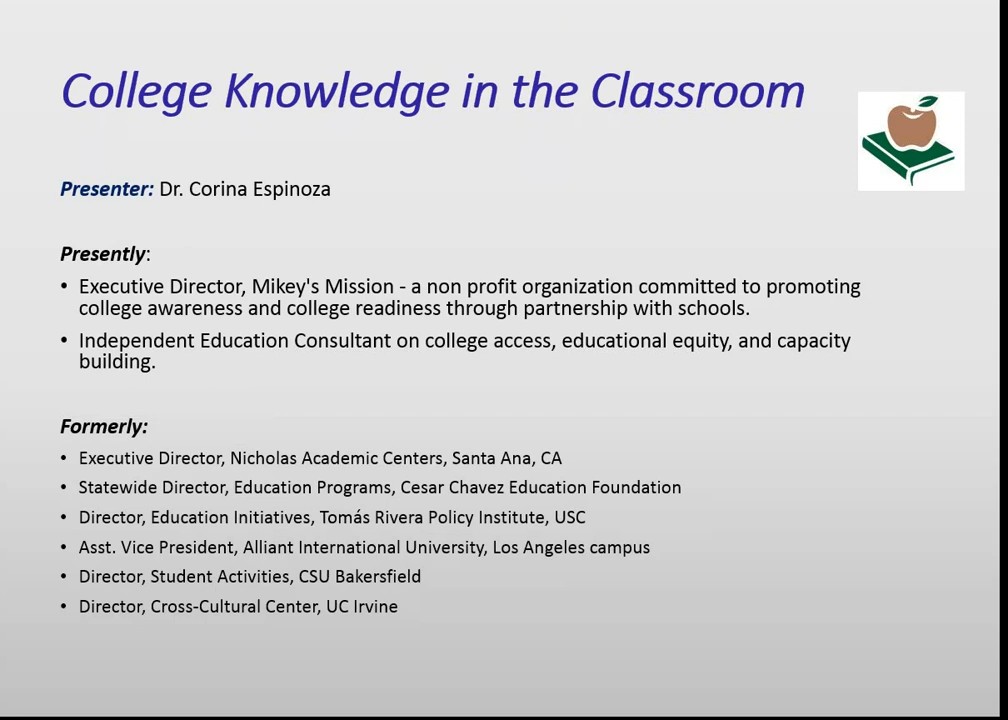 College Knowledge in the Classroom
Presenter: Dr. Corina Espinoza
Presently:
• Executive Director, Mikey's Mission - a non profit organization committed to promoting
college awareness and college readiness through partnership with schools.
• Independent Education Consultant on college access, educational equity, and capacity
building.
Formerly:
• Executive Director, Nicholas Academic Centers, Santa Ana, CA
• Statewide Director, Education Programs, Cesar Chavez Education Foundation
• Director, Education Initiatives, Tomás Rivera Policy Institute, USC
• Asst. Vice President, Alliant International University, Los Angeles campus
• Director, Student Activities, CSU Bakersfield
• Director, Cross-Cultural Center, UC Irvine